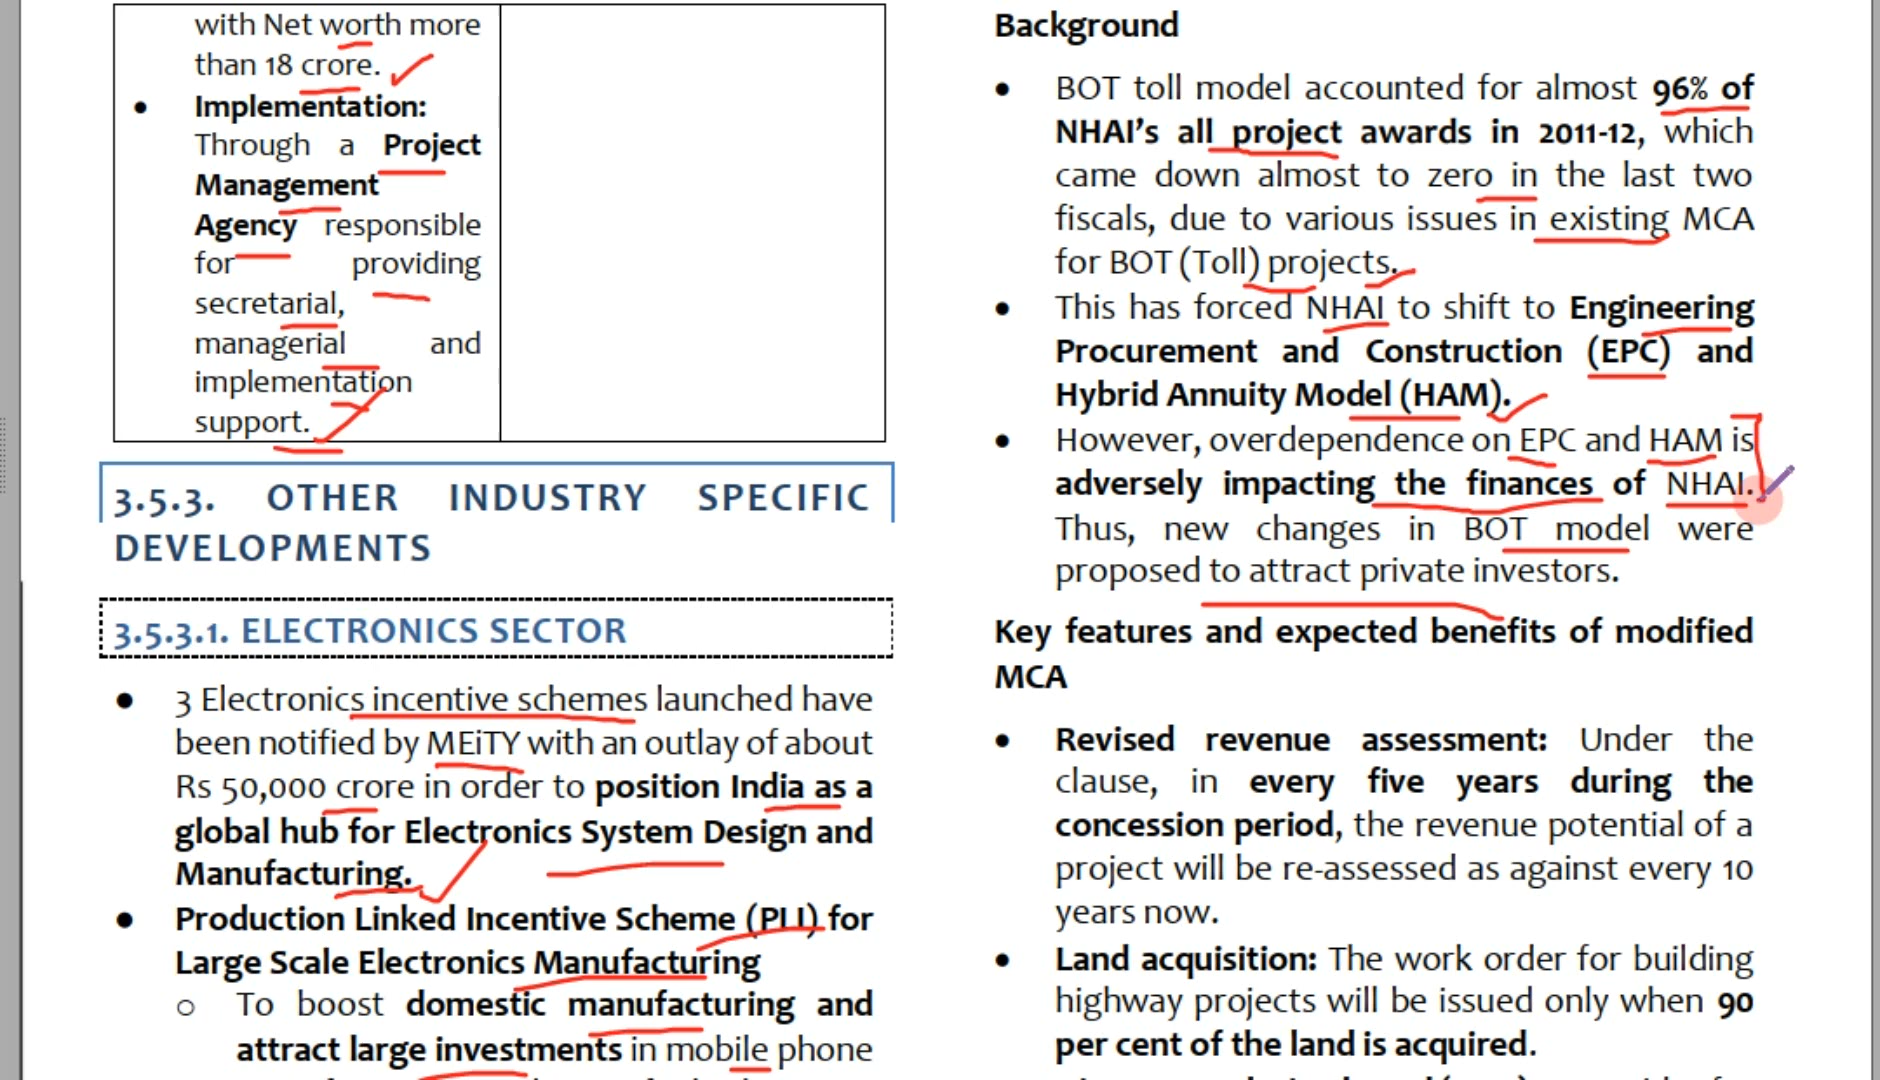 with Net worth more
than 18 crore.
● Implementation:
Through a Project
Management
Agency responsible
for providing
secretarial,
managerial and
implementation
support.
3.5.3. OTHER INDUSTRY SPECIFIC
DEVELOPMENTS
3.5.3.1. ELECTRONICS SECTOR
● 3 Electronics incentive schemes launched have
been notified by MEiTY with an outlay of about
Rs 50,000 crore in order to position India as a
global hub for Electronics System Design and
Manufacturing.
● Production Linked Incentive Scheme (PLI) for
Large Scale Electronics Manufacturing
○ To boost domestic manufacturing and
attract large investments in mobile phone
Background
● BOT toll model accounted for almost 96% of
NHAI's all project awards in 2011-12, which
came down almost to zero in the last two
fiscals, due to various issues in existing MCA
for BOT (Toll) projects.
● This has forced NHAI to shift to Engineering
Procurement and Construction (EPC) and
Hybrid Annuity Model (HAM).
● However, overdependence on EPC and HAM is
adversely impacting the finances of NHAI.
Thus, new changes in BOT model were
proposed to attract private investors.
Key features and expected benefits of modified
MCA
● Revised revenue assessment: Under the
clause, in every five years during the
concession period, the revenue potential of a
project will be re-assessed as against every 10
years now.
● Land acquisition: The work order for building
highway projects will be issued only when 90
per cent of the land is acquired.